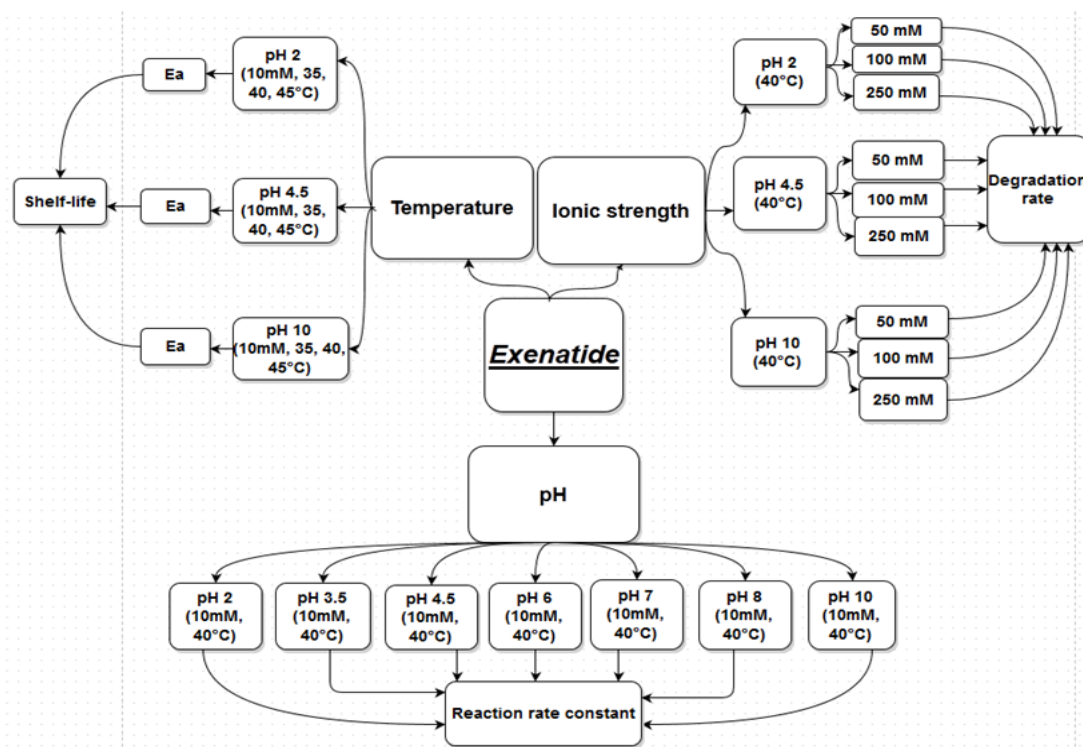 pH 2
(10mM, 35,
40, 45°C)
Ea
Shelf-life
Ea
pH 4.5
(10mM, 35,
40, 45°C)
Ea
pH 10
(10mM, 35, 40,
45°C)
Temperature
Ionic strength
pH 2
(40°C)
50 mM
100 mM
250 mM
pH 4.5
(40°C)
50 mM
100 mM
250 mM
pH 10
(40°C)
50 mM
100 mM
250 mM
Degradation
rate
Exenatide
pH
pH 2
(10mM,
40°C)
pH 3.5
(10mM,
40°C)
pH 4.5
(10mM,
40°C)
pH 6
(10mM,
40°C)
pH 7
(10mM,
40°C)
pH 8
(10mM,
40°C)
pH 10
(10mM,
40°C)
Reaction rate constant